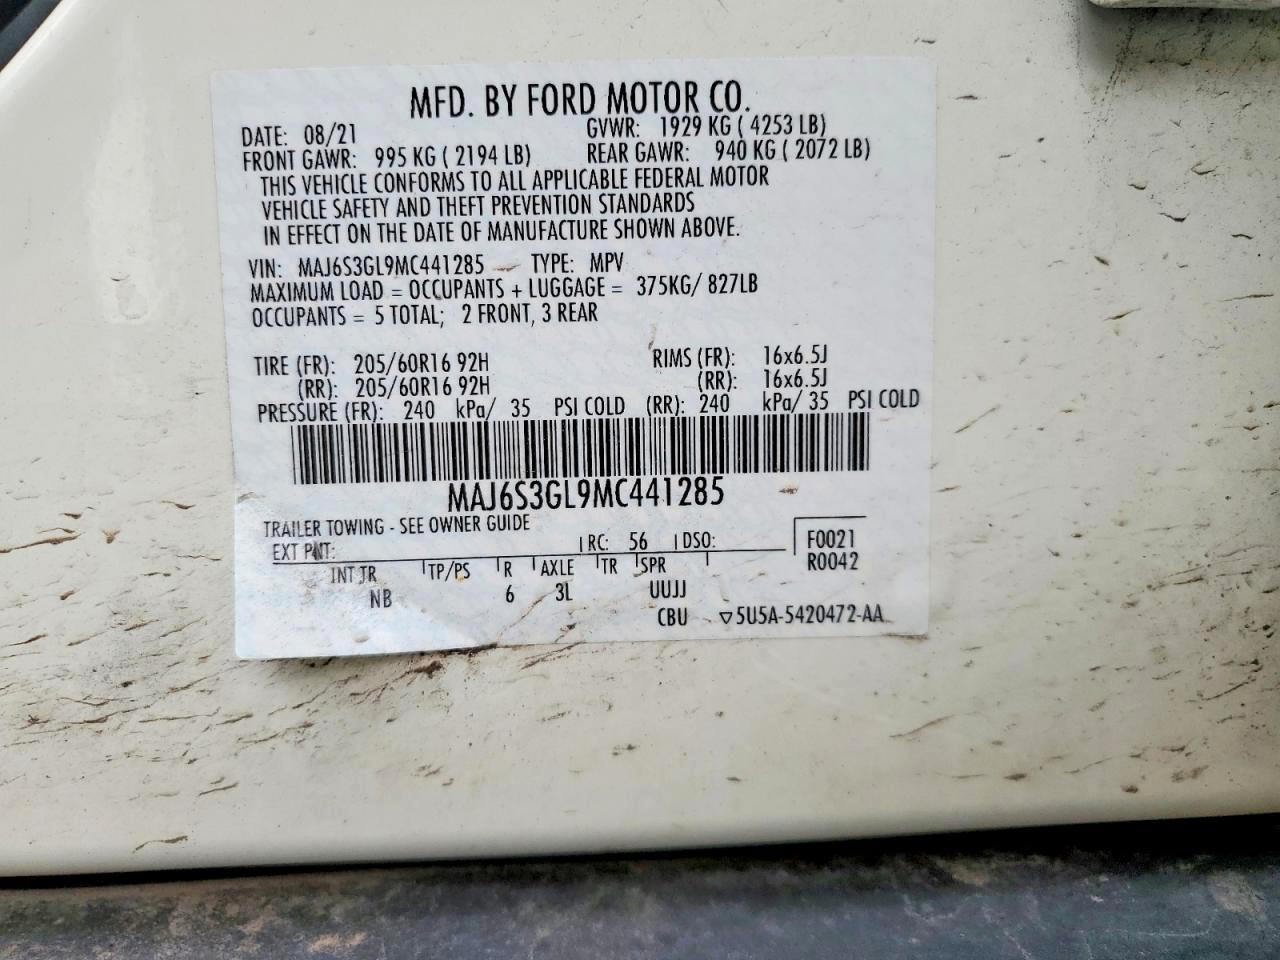 MFD. BY FORD MOTOR CO.
DATE: 08/21 GVWR: 1929 KG ( 4253 LB)
FRONT GAWR: 995 KG ( 2194 LB) REAR GAWR: 940 KG ( 2072 LB)
THIS VEHICLE CONFORMS TO ALL APPLICABLE FEDERAL MOTOR
VEHICLE SAFETY AND THEFT PREVENTION STANDARDS
IN EFFECT ON THE DATE OF MANUFACTURE SHOWN ABOVE.
VIN: MAJ6S3GL9MC441285 TYPE: MPV
MAXIMUM LOAD = OCCUPANTS + LUGGAGE = 375KG/ 827LB
OCCUPANTS = 5 TOTAL; 2 FRONT, 3 REAR
TIRE (FR): 205/60R16 92H RIMS (FR): 16x6.5J
(RR): 205/60R16 92H (RR): 16x6.5J
PRESSURE (FR): 240 kPa/ 35 PSI COLD (RR): 240 kPa/ 35 PSI COLD
MAJ6S3GL9MC441285
TRAILER TOWING - SEE OWNER GUIDE
EXT PNT: RC: 56 DSO: F0021
R0042
INT TR TP/PS R AXLE TR SPR
NB 6 3L UUJJ
CBU ▽5U5A-5420472-AA